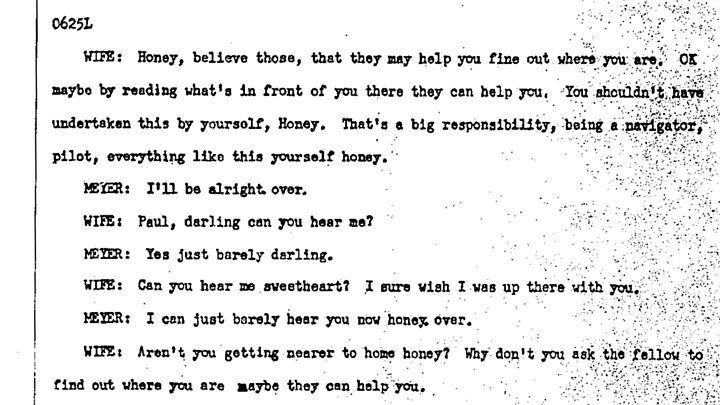 0625L
WIFE: Honey, believe those, that they may help you fine out where you are. OK
maybe by reading what's in front of you there they can help you. You shouldn't have
undertaken this by yourself, Honey. That's a big responsibility, being a navigator,
pilot, everything like this yourself honey.
MEYER: I'll be alright over.
WIFE: Paul, darling can you hear me?
MEYER: Yes just barely darling.
WIFE: Can you hear me sweetheart? I sure wish I was up there with you.
MEYER: I can just barely hear you now honey over.
WIFE: Aren't you getting nearer to home honey? Why don't you ask the fellow to
find out where you are maybe they can help you.